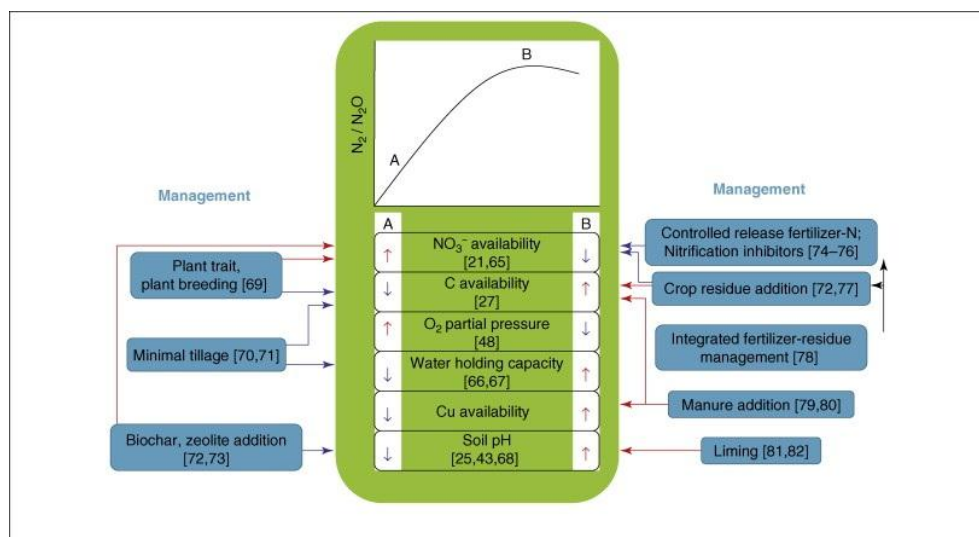 N₂ / N₂O
A
B
A
B
NO₃⁻ availability
[21,65]
↑
↓
C availability
[27]
↓
↑
O₂ partial pressure
[48]
↑
↓
Water holding capacity
[66,67]
↓
↑
Cu availability
↓
↑
Soil pH
[25,43,68]
↓
↑
Management
Plant trait,
plant breeding [69]
Minimal tillage [70,71]
Biochar, zeolite addition
[72,73]
Management
Controlled release fertilizer-N;
Nitrification inhibitors [74–76]
Crop residue addition [72,77]
Integrated fertilizer-residue
management [78]
Manure addition [79,80]
Liming [81,82]